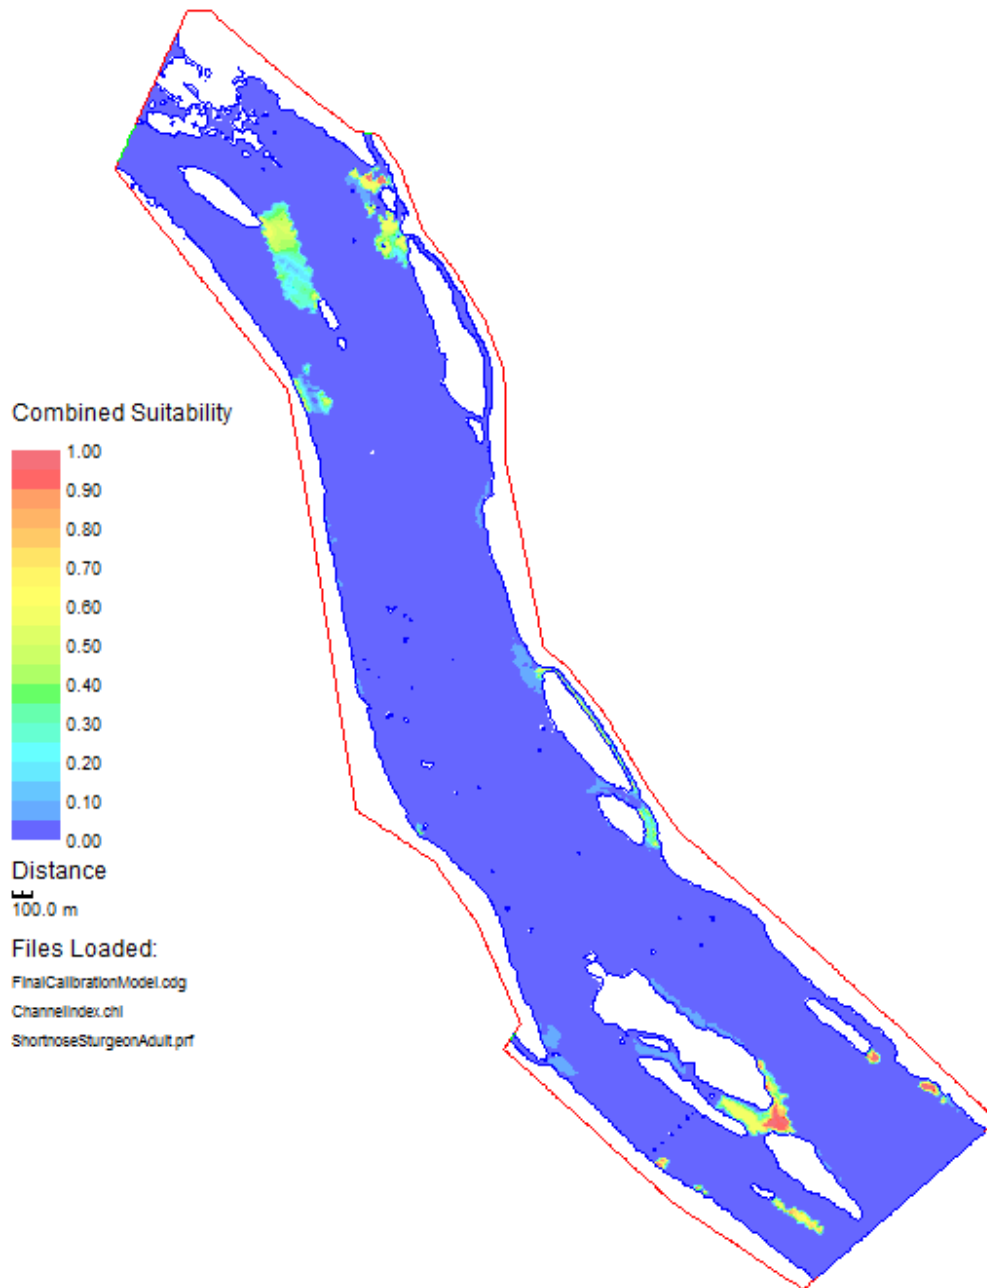 Combined Suitability
1.00
0.90
0.80
0.70
0.60
0.50
0.40
0.30
0.20
0.10
0.00
Distance
100.0 m
Files Loaded:
FinalCalibrationModel.cdg
ChannelIndex.chi
ShortnoseSturgeonAdult.prf